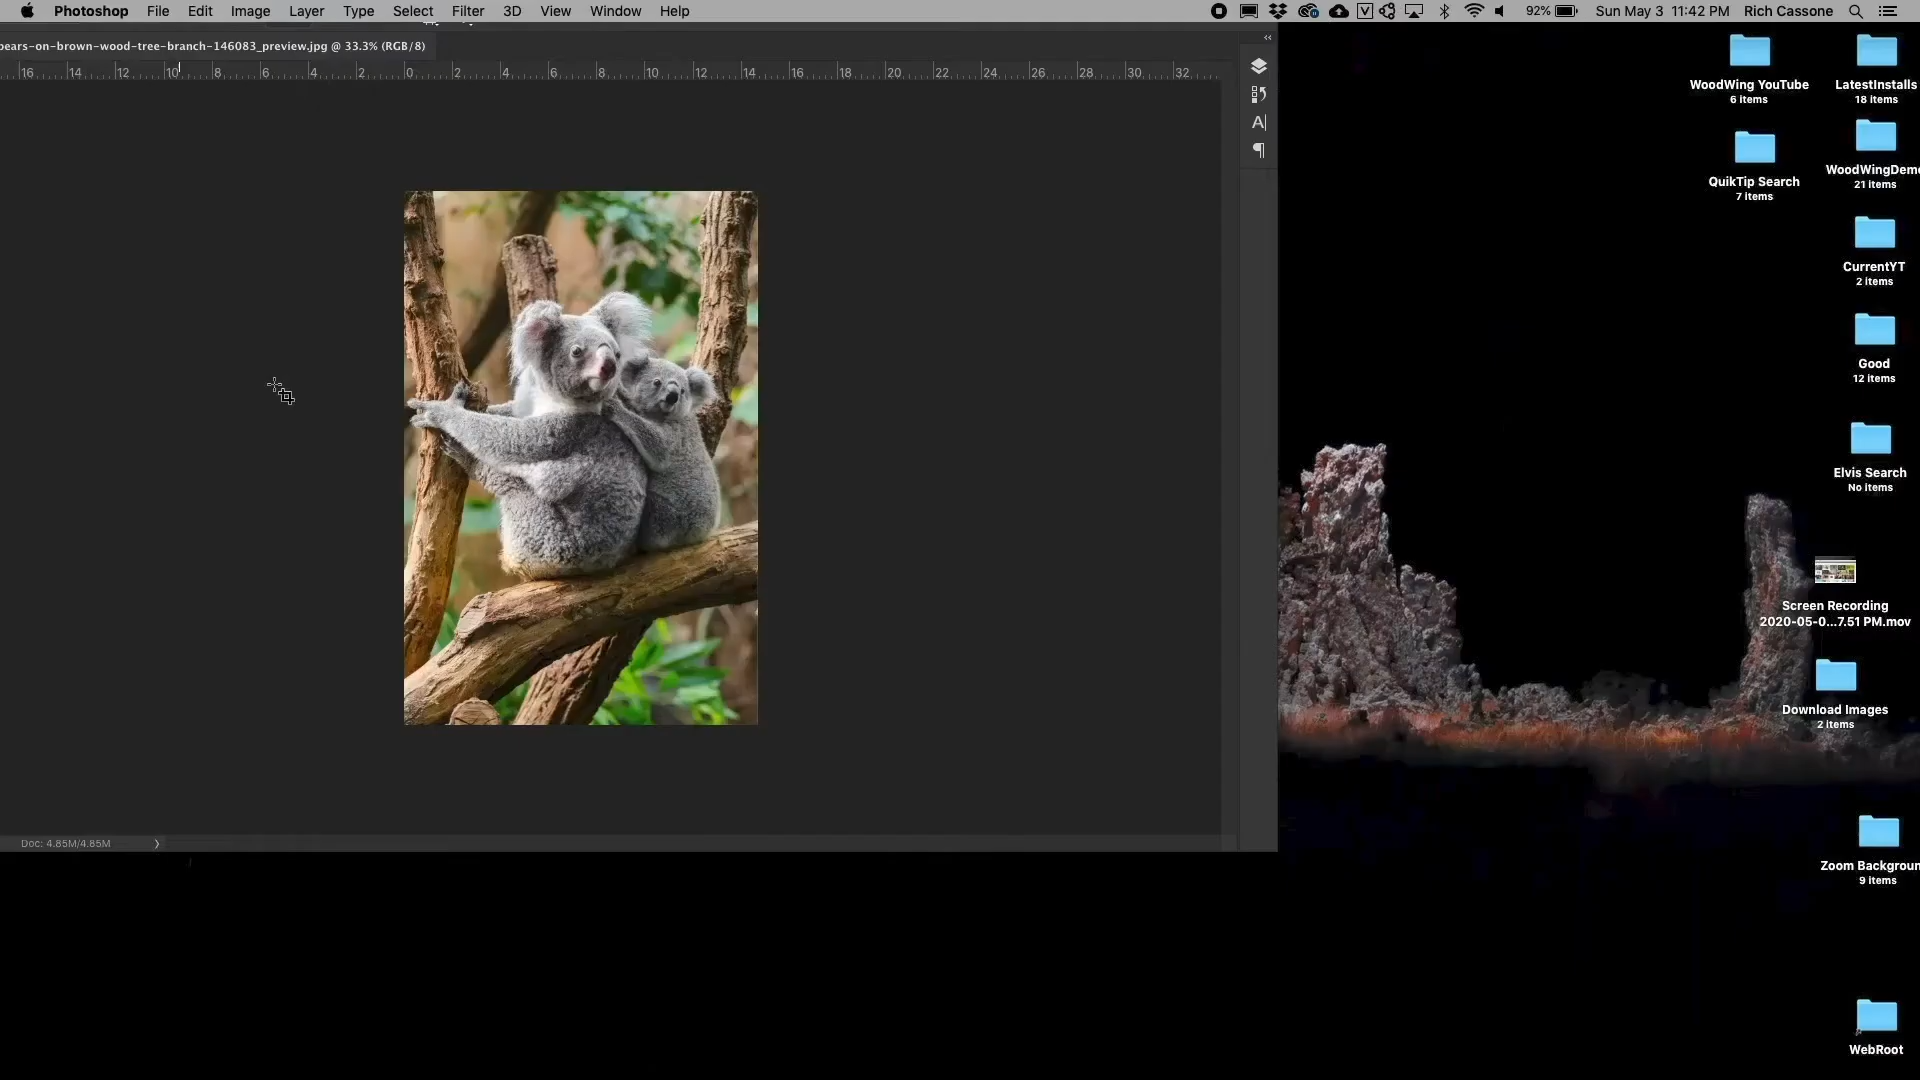 Photoshop File Edit Image Layer Type Select Filter 3D View Window Help
92% Sun May 3 11:42 PM Rich Cassone
bears-on-brown-wood-tree-branch-146083_preview.jpg @ 33.3% (RGB/8)
16 14 12 10 8 6 4 2 0 2 4 6 8 10 12 14 16 18 20 22 24 26 28 30 32
WoodWing YouTube
6 items
LatestInstalls
18 items
WoodWingDemo
21 items
QuikTip Search
7 items
CurrentYT
2 items
Good
12 items
Elvis Search
No items
Screen Recording
2020-05-0...7.51 PM.mov
Download Images
2 items
Doc: 4.85M/4.85M
Zoom Backgroun
9 items
WebRoot